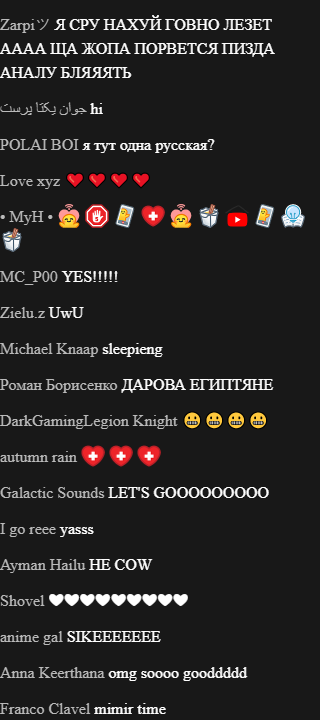 Zarpiツ Я СРУ НАХУЙ ГОВНО ЛЕЗЕТ
АААА ЩА ЖОПА ПОРВЕТСЯ ПИЗДА
АНАЛУ БЛЯЯЯТЬ
جوان یکتا پرست hi
POLAI BOI я тут одна русская?
Love xyz
• MyH •
MC_P00 YES!!!!!
Zielu.z UwU
Michael Knaap sleepieng
Роман Борисенко ДАРОВА ЕГИПТЯНЕ
DarkGamingLegion Knight
autumn rain
Galactic Sounds LET'S GOOOOOOOOO
I go reee yasss
Ayman Hailu HE COW
Shovel
anime gal SIKEEEEEEE
Anna Keerthana omg soooo gooddddd
Franco Clavel mimir time